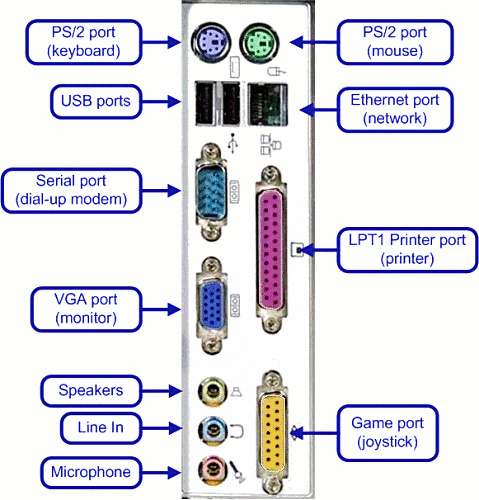 PS/2 port
(keyboard)
PS/2 port
(mouse)
USB ports
Ethernet port
(network)
Serial port
(dial-up modem)
LPT1 Printer port
(printer)
VGA port
(monitor)
Speakers
Line In
Game port
(joystick)
Microphone